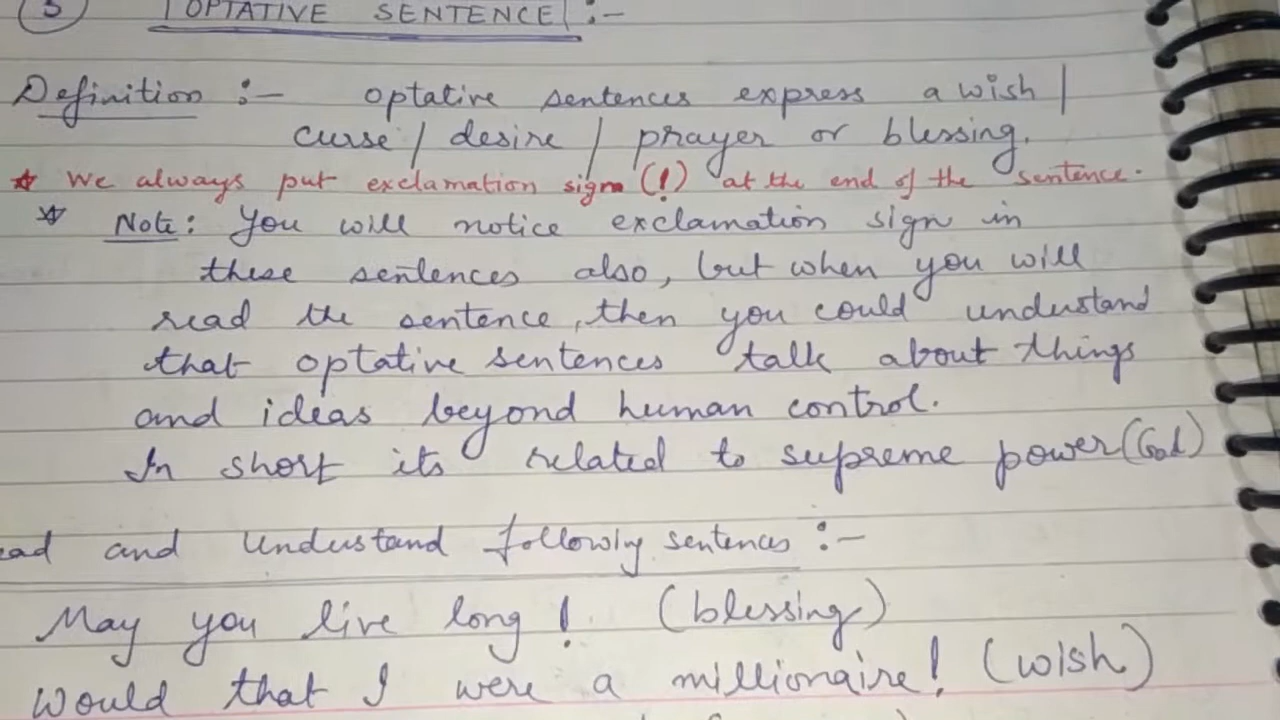 3 OPTATIVE SENTENCE :-
Definition :- optative sentences express a wish /
curse / desire / prayer or blessing.
* We always put exclamation sign (!) at the end of the sentence.
* Note: You will notice exclamation sign in
these sentences also, but when you will
read the sentence, then you could understand
that optative sentences talk about things
and ideas beyond human control.
In short its related to supreme power (God)
ead and Understand following sentences :-
May you live long ! (blessing)
Would that I were a millionaire! (wish)